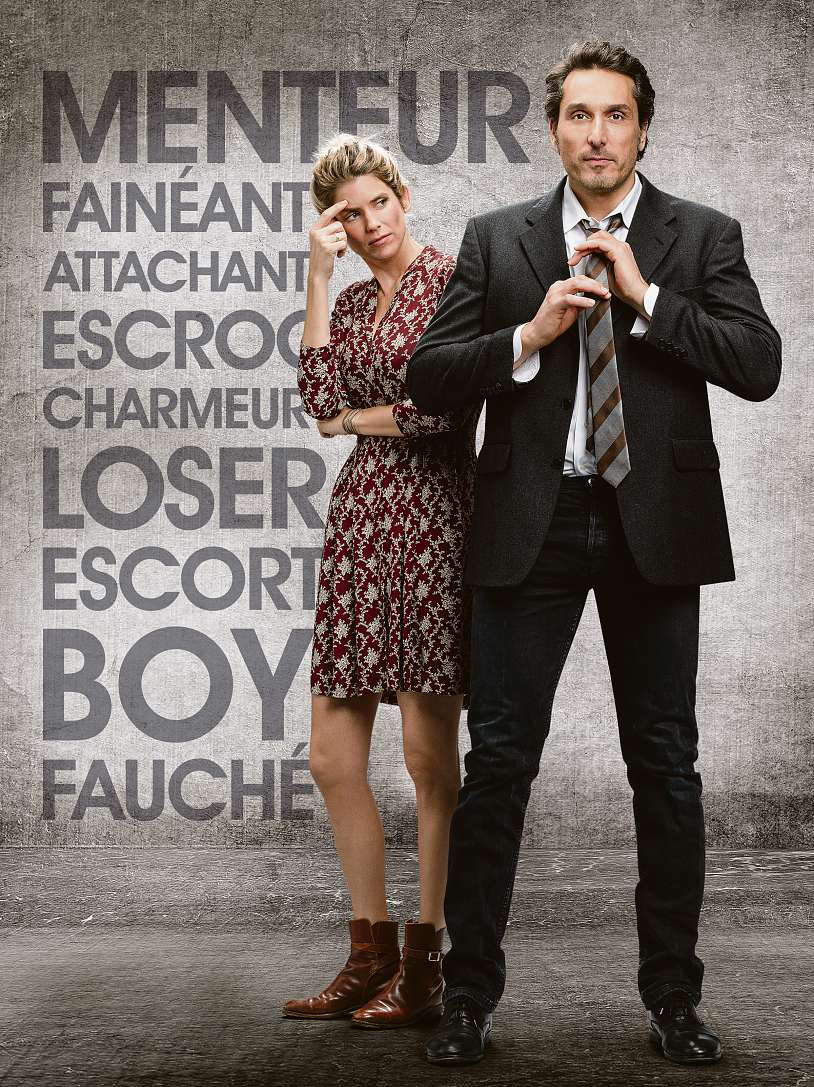 MENTEUR
FAINÉANT
ATTACHANT
ESCROC
CHARMEUR
LOSER
ESCORT
BOY
FAUCHÉ